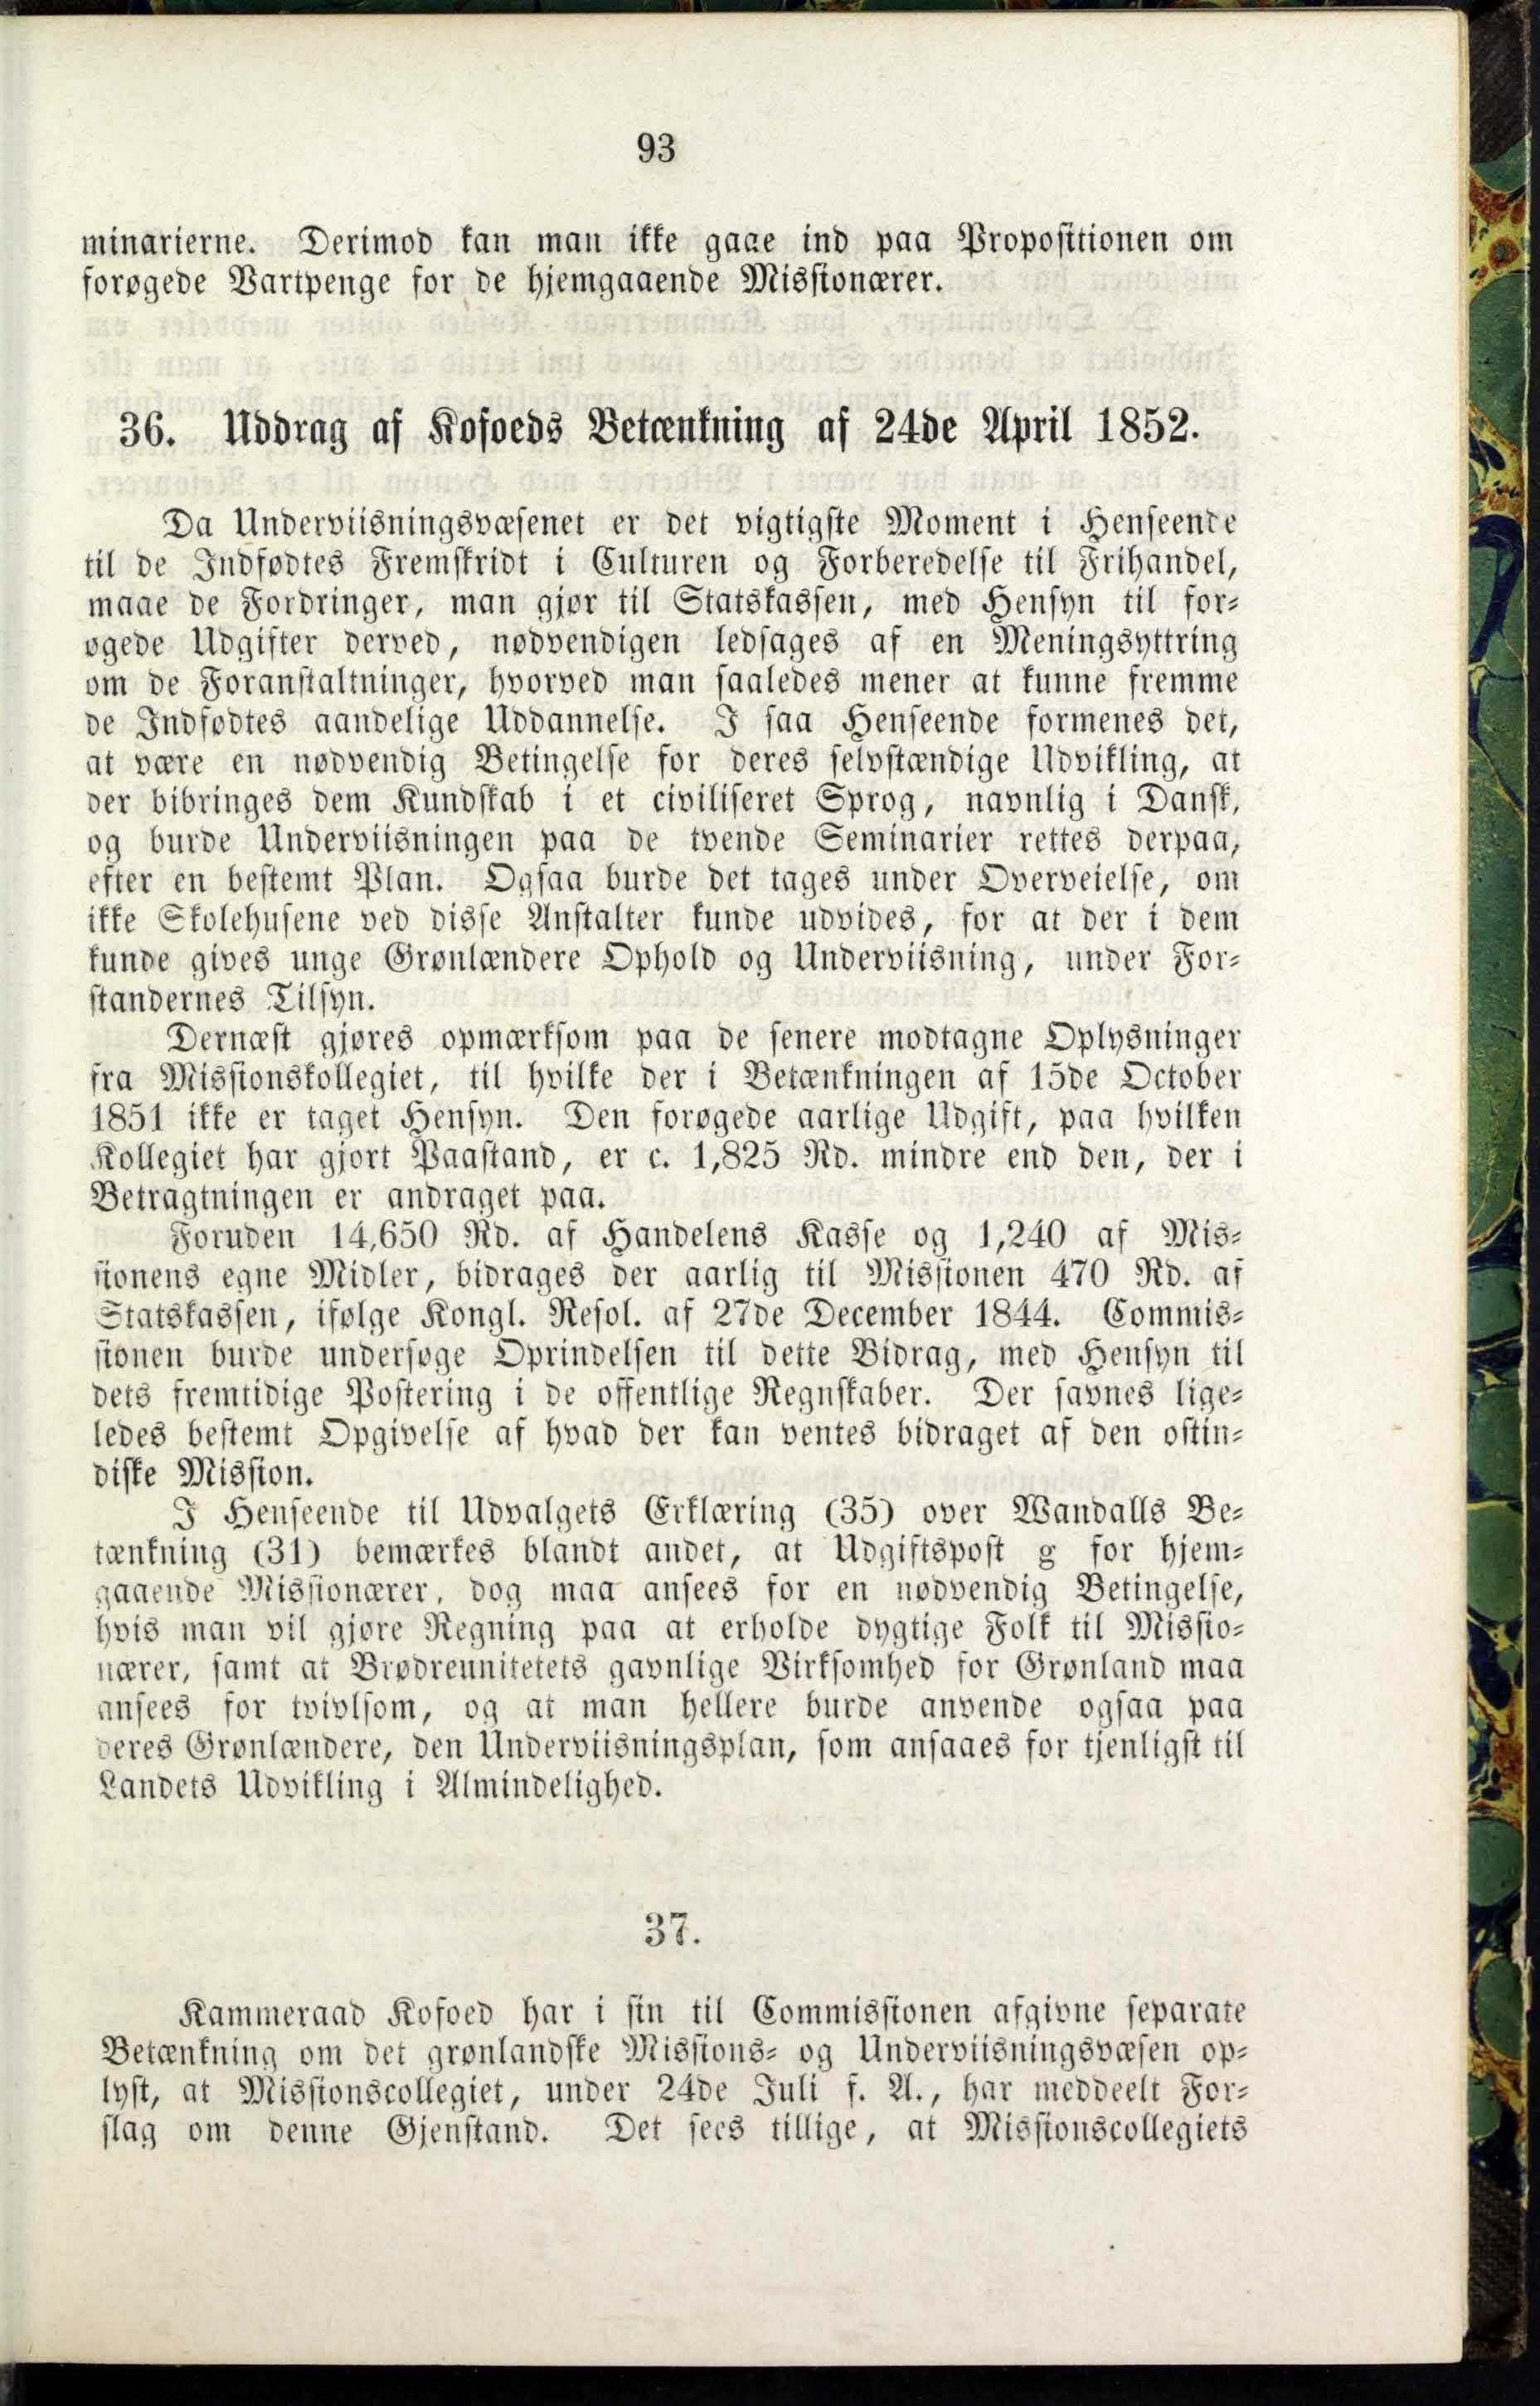 93
minarierne. Derimod kan man ikke gaae ind paa Propositionen om
forøgede Vartpenge for de hjemgaaende Missionærer.
36. Uddrag af Kofoeds Betænkning af 24de April 1852.
Da Underviisningsvæsenet er det vigtigste Moment i Henseende
til de Indfødtes Fremskridt i Culturen og Forberedelse til Frihandel,
maae de Fordringer, man gjør til Statskassen, med Hensyn til for-
øgede Udgifter derved, nødvendigen ledsages af en Meningsyttring
om de Foranstaltninger, hvorved man saaledes mener at kunne fremme
de Indfødtes aandelige Uddannelse. I saa Henseende formenes det,
at være en nødvendig Betingelse for deres selvstændige Udvikling, at
der bibringes dem Kundskab i et civiliseret Sprog, navnlig i Dansk,
og burde Underviisningen paa de tvende Seminarier rettes derpaa,
efter en bestemt Plan. Ogsaa burde det tages under Overveielse, om
ikke Skolehusene ved disse Anstalter kunde udvides, for at der i dem
kunde gives unge Grønlændere Ophold og Underviisning, under For-
standernes Tilsyn.
Dernæst gjøres opmærksom paa de senere modtagne Oplysninger
fra Missionskollegiet, til hvilke der i Betænkningen af 15de October
1851 ikke er taget Hensyn. Den forøgede aarlige Udgift, paa hvilken
Kollegiet har gjort Paastand, er c. 1,825 Rd. mindre end den, der i
Betragtningen er andraget paa.
Foruden 14,650 Rd. af Handelens Kasse og 1,240 af Mis-
sionens egne Midler, bidrages der aarlig til Missionen 470 Rd. af
Statskassen, ifølge Kongl. Resol. af 27de December 1844. Commis-
sionen burde undersøge Oprindelsen til dette Bidrag, med Hensyn til
dets fremtidige Postering i de offentlige Regnskaber. Der savnes lige-
ledes bestemt Opgivelse af hvad der kan ventes bidraget af den ostin-
diske Mission.
I Henseende til Udvalgets Erklæring (35) over Wandalls Be-
tænkning (31) bemærkes blandt andet, at Udgiftspost g for hjem-
gaaende Missionærer, dog maa ansees for en nødvendig Betingelse,
hvis man vil gjøre Regning paa at erholde dygtige Folk til Missio-
nærer, samt at Brødreunitetets gavnlige Virksomhed for Grønland maa
ansees for tvivlsom, og at man hellere burde anvende ogsaa paa
deres Grønlændere, den Underviisningsplan, som ansaaes for tjenligst til
Landets Udvikling i Almindelighed.
37.
Kammeraad Kofoed har i sin til Commissionen afgivne separate
Betænkning om det grønlandske Missions- og Underviisningsvæsen op-
lyst, at Missionscollegiet, under 24de Juli f. A., har meddeelt For-
slag om denne Gjenstand. Det sees tillige, at Missionscollegiets